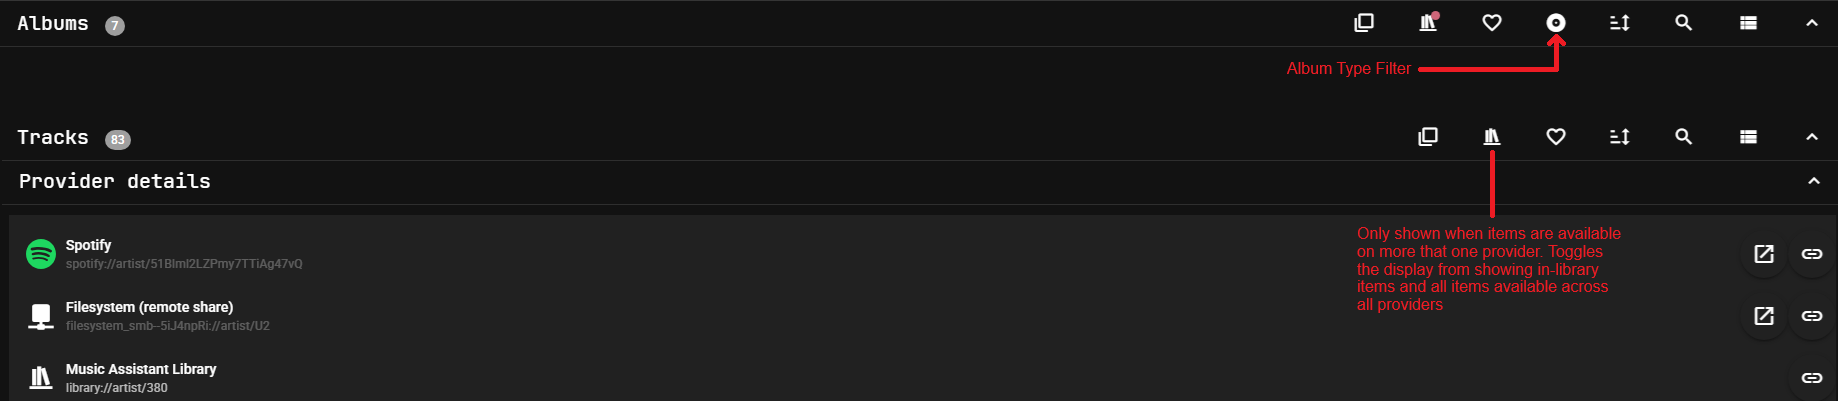 Albums 7
Album Type Filter
Tracks 83
Provider details
Spotify
spotify://artist/51Blml2LZPmy7TTiAg47vQ
Only shown when items are available
on more that one provider. Toggles
the display from showing in-library
items and all items available across
all providers
Filesystem (remote share)
filesystem_smb--5iJ4npRi://artist/U2
Music Assistant Library
library://artist/380